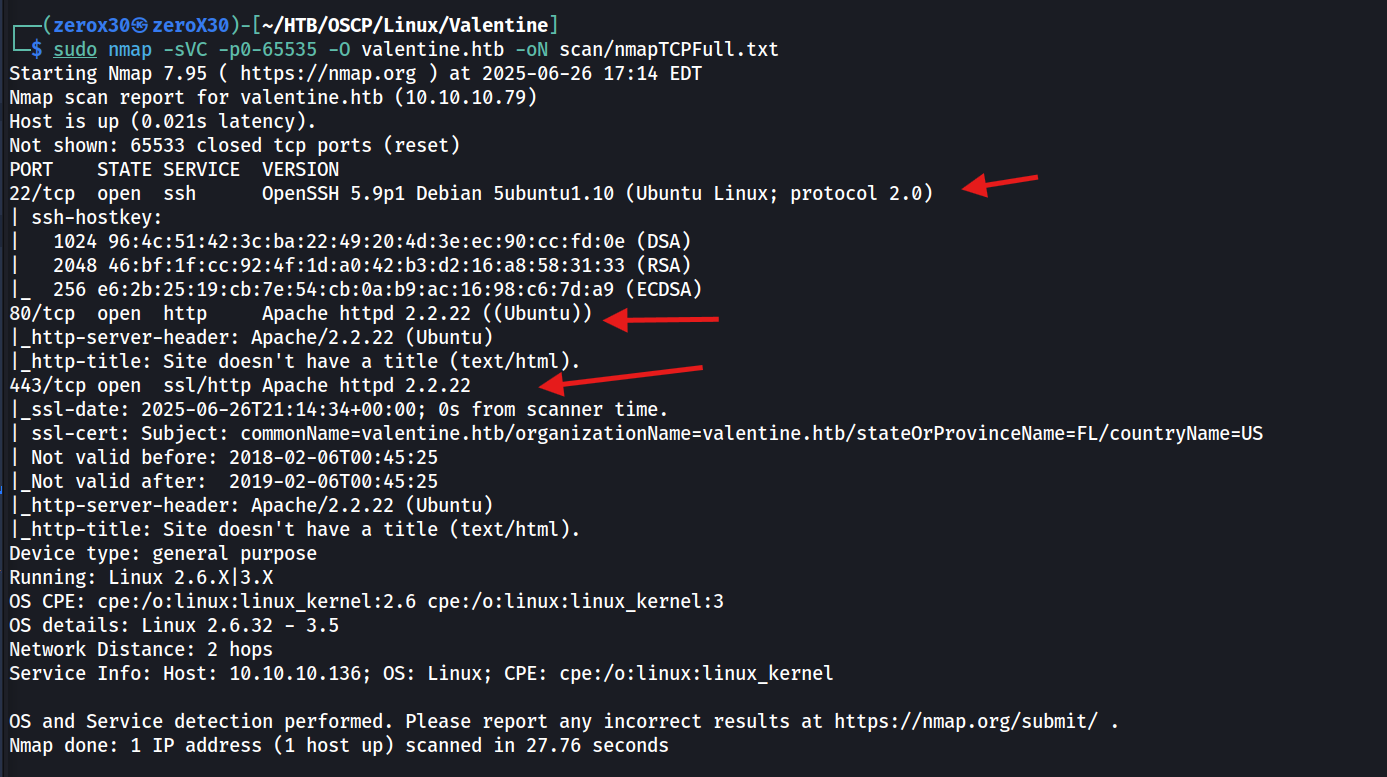 ┌──(zerox30㉿zeroX30)-[~/HTB/OSCP/Linux/Valentine]
└─$ sudo nmap -sVC -p0-65535 -O valentine.htb -oN scan/nmapTCPFull.txt
Starting Nmap 7.95 ( https://nmap.org ) at 2025-06-26 17:14 EDT
Nmap scan report for valentine.htb (10.10.10.79)
Host is up (0.021s latency).
Not shown: 65533 closed tcp ports (reset)
PORT    STATE SERVICE  VERSION
22/tcp  open  ssh      OpenSSH 5.9p1 Debian 5ubuntu1.10 (Ubuntu Linux; protocol 2.0)
| ssh-hostkey:
|   1024 96:4c:51:42:3c:ba:22:49:20:4d:3e:ec:90:cc:fd:0e (DSA)
|   2048 46:bf:1f:cc:92:4f:1d:a0:42:b3:d2:16:a8:58:31:33 (RSA)
|_  256 e6:2b:25:19:cb:7e:54:cb:0a:b9:ac:16:98:c6:7d:a9 (ECDSA)
80/tcp  open  http     Apache httpd 2.2.22 ((Ubuntu))
|_http-server-header: Apache/2.2.22 (Ubuntu)
|_http-title: Site doesn't have a title (text/html).
443/tcp open  ssl/http Apache httpd 2.2.22
|_ssl-date: 2025-06-26T21:14:34+00:00; 0s from scanner time.
| ssl-cert: Subject: commonName=valentine.htb/organizationName=valentine.htb/stateOrProvinceName=FL/countryName=US
| Not valid before: 2018-02-06T00:45:25
|_Not valid after:  2019-02-06T00:45:25
|_http-server-header: Apache/2.2.22 (Ubuntu)
|_http-title: Site doesn't have a title (text/html).
Device type: general purpose
Running: Linux 2.6.X|3.X
OS CPE: cpe:/o:linux:linux_kernel:2.6 cpe:/o:linux:linux_kernel:3
OS details: Linux 2.6.32 - 3.5
Network Distance: 2 hops
Service Info: Host: 10.10.10.136; OS: Linux; CPE: cpe:/o:linux:linux_kernel

OS and Service detection performed. Please report any incorrect results at https://nmap.org/submit/ .
Nmap done: 1 IP address (1 host up) scanned in 27.76 seconds